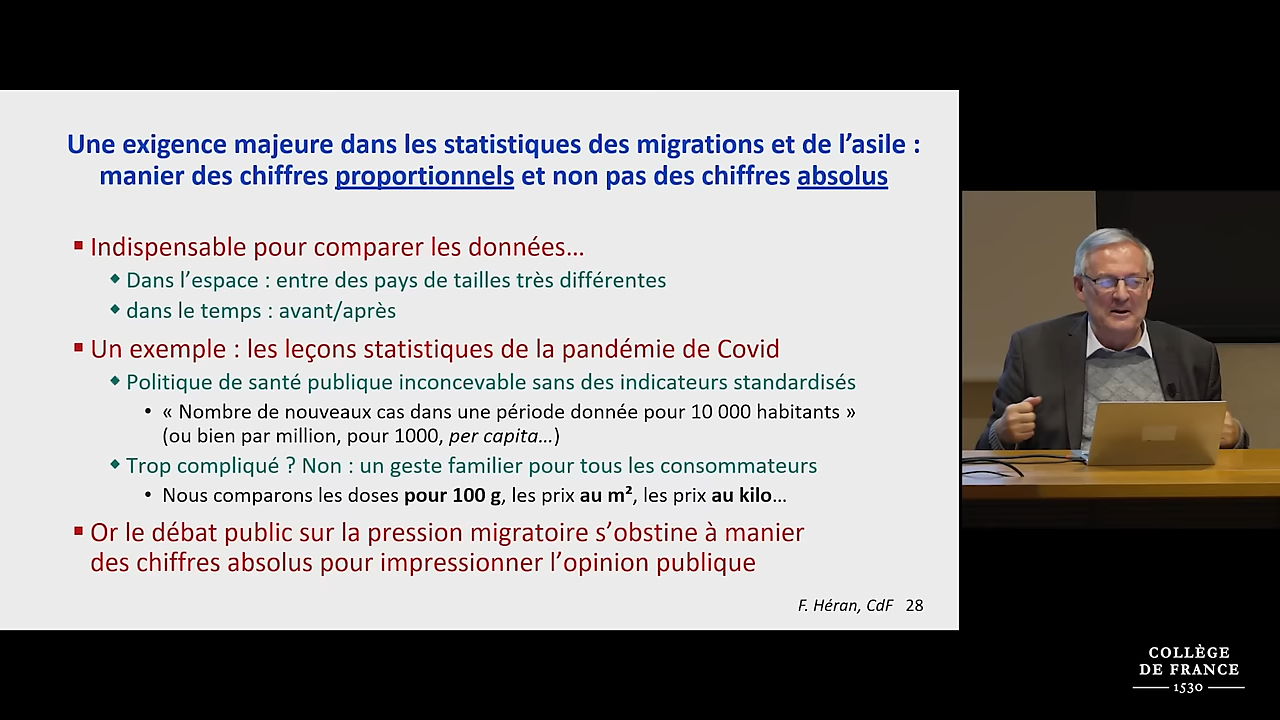 Une exigence majeure dans les statistiques des migrations et de l’asile :
manier des chiffres proportionnels et non pas des chiffres absolus
▪ Indispensable pour comparer les données…
◆ Dans l’espace : entre des pays de tailles très différentes
◆ dans le temps : avant/après
▪ Un exemple : les leçons statistiques de la pandémie de Covid
◆ Politique de santé publique inconcevable sans des indicateurs standardisés
• « Nombre de nouveaux cas dans une période donnée pour 10 000 habitants »
(ou bien par million, pour 1000, per capita…)
◆ Trop compliqué ? Non : un geste familier pour tous les consommateurs
• Nous comparons les doses pour 100 g, les prix au m², les prix au kilo…
▪ Or le débat public sur la pression migratoire s’obstine à manier
des chiffres absolus pour impressionner l’opinion publique
F. Héran, CdF 28
COLLÈGE
DE FRANCE
1530